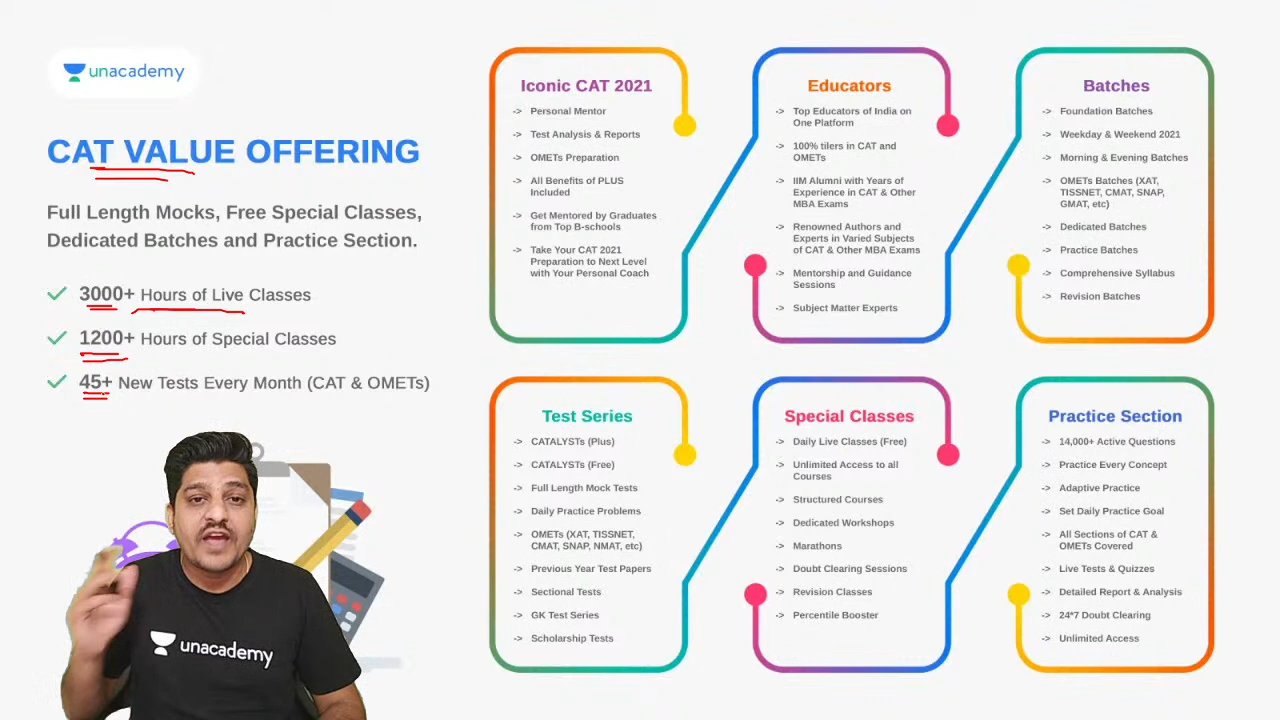 unacademy
CAT VALUE OFFERING
Full Length Mocks, Free Special Classes,
Dedicated Batches and Practice Section.
3000+ Hours of Live Classes
1200+ Hours of Special Classes
45+ New Tests Every Month (CAT & OMETs)
unacademy
Iconic CAT 2021
-> Personal Mentor
-> Test Analysis & Reports
-> OMETs Preparation
-> All Benefits of PLUS
Included
-> Get Mentored by Graduates
from Top B-schools
-> Take Your CAT 2021
Preparation to Next Level
with Your Personal Coach
Educators
-> Top Educators of India on
One Platform
-> 100% tilers in CAT and
OMETs
-> IIM Alumni with Years of
Experience in CAT & Other
MBA Exams
-> Renowned Authors and
Experts in Varied Subjects
of CAT & Other MBA Exams
-> Mentorship and Guidance
Sessions
-> Subject Matter Experts
Batches
-> Foundation Batches
-> Weekday & Weekend 2021
-> Morning & Evening Batches
-> OMETs Batches (XAT,
TISSNET, CMAT, SNAP,
GMAT, etc)
-> Dedicated Batches
-> Practice Batches
-> Comprehensive Syllabus
-> Revision Batches
Test Series
-> CATALYSTs (Plus)
-> CATALYSTs (Free)
-> Full Length Mock Tests
-> Daily Practice Problems
-> OMETs (XAT, TISSNET,
CMAT, SNAP, NMAT, etc)
-> Previous Year Test Papers
-> Sectional Tests
-> GK Test Series
-> Scholarship Tests
Special Classes
-> Daily Live Classes (Free)
-> Unlimited Access to all
Courses
-> Structured Courses
-> Dedicated Workshops
-> Marathons
-> Doubt Clearing Sessions
-> Revision Classes
-> Percentile Booster
Practice Section
-> 14,000+ Active Questions
-> Practice Every Concept
-> Adaptive Practice
-> Set Daily Practice Goal
-> All Sections of CAT &
OMETs Covered
-> Live Tests & Quizzes
-> Detailed Report & Analysis
-> 24*7 Doubt Clearing
-> Unlimited Access